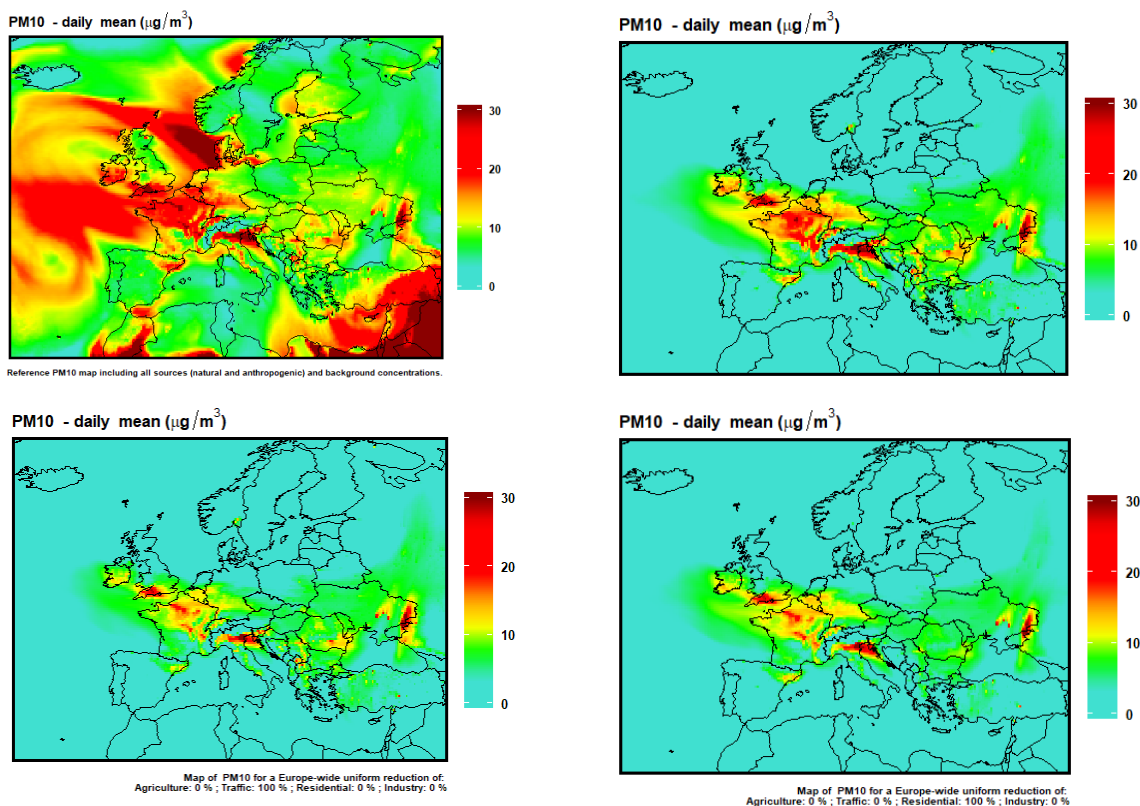 PM10 - daily mean (μg/m³)
30
20
10
0
Reference PM10 map including all sources (natural and anthropogenic) and background concentrations.
PM10 - daily mean (μg/m³)
30
20
10
0
PM10 - daily mean (μg/m³)
30
20
10
0
Map of PM10 for a Europe-wide uniform reduction of:
Agriculture: 0 % ; Traffic: 100 % ; Residential: 0 % ; Industry: 0 %
PM10 - daily mean (μg/m³)
30
20
10
0
Map of PM10 for a Europe-wide uniform reduction of:
Agriculture: 0 % ; Traffic: 0 % ; Residential: 100 % ; Industry: 0 %